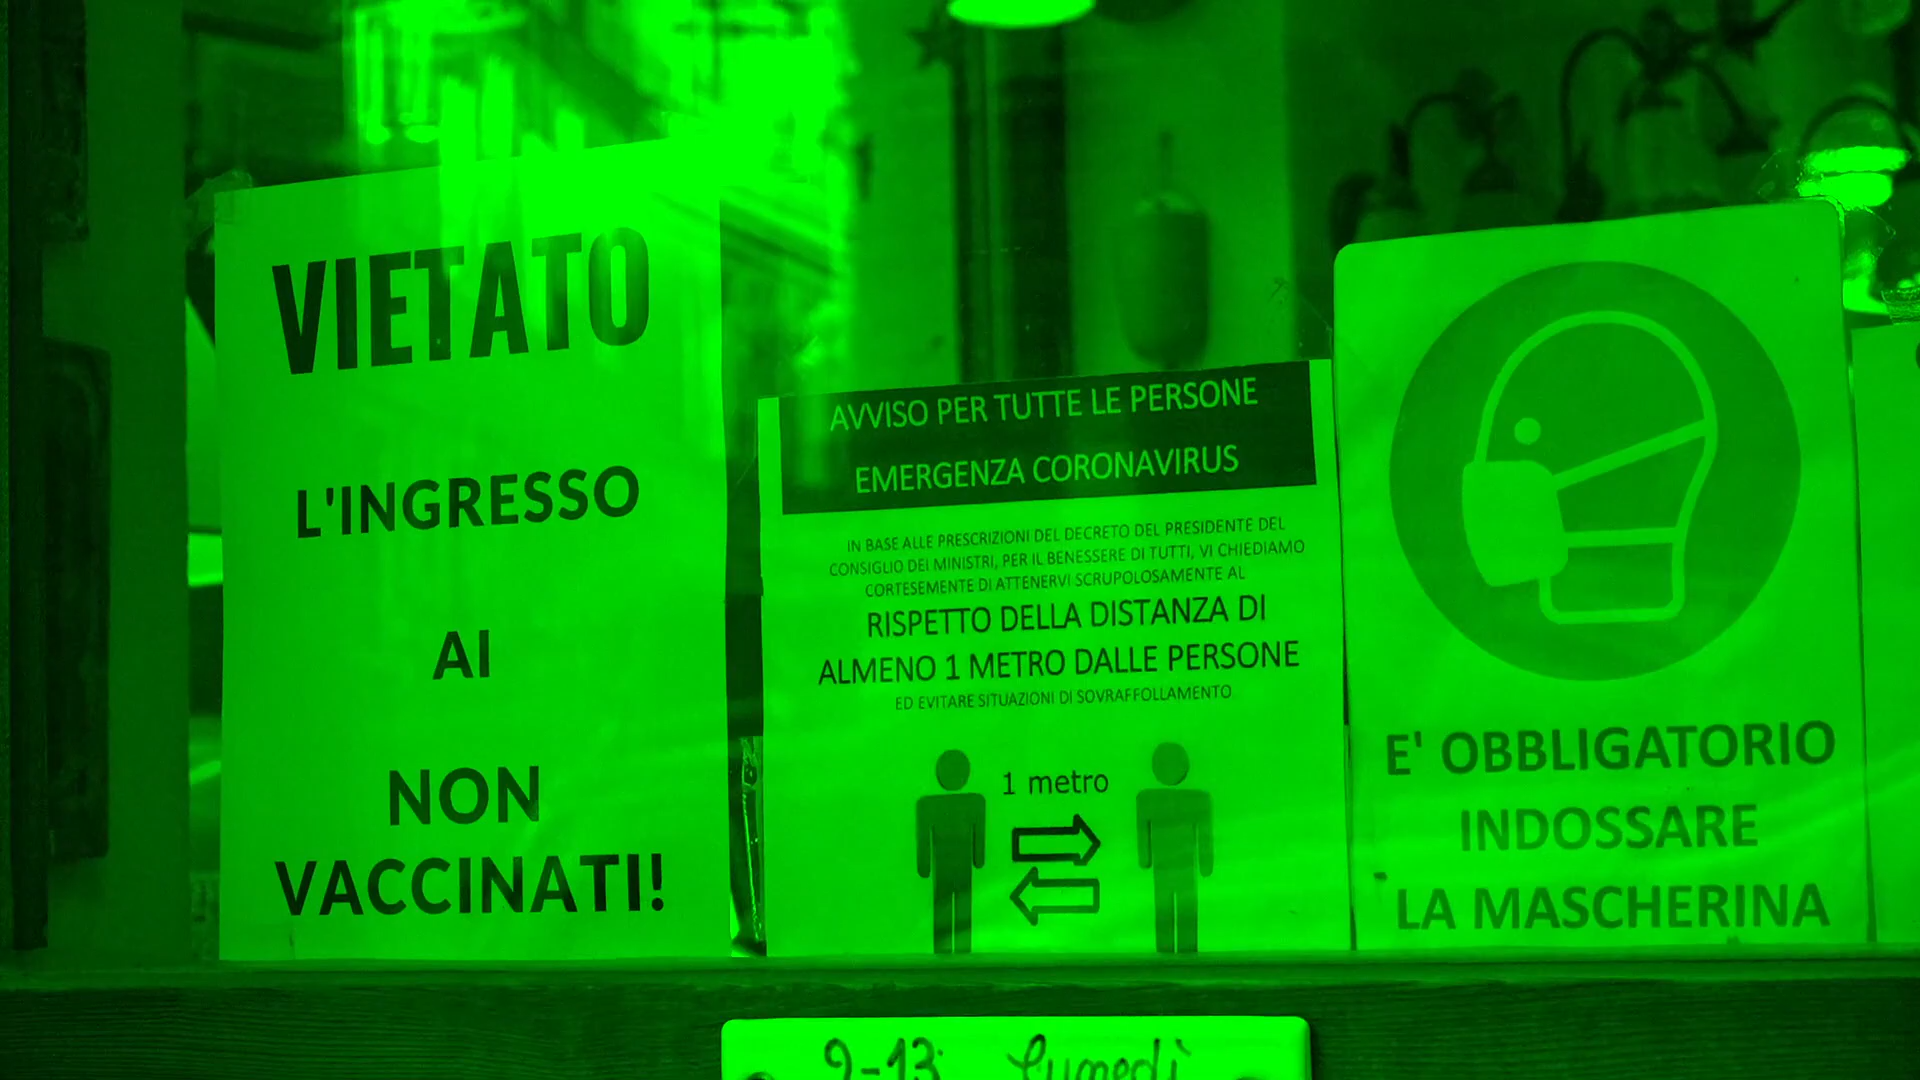 VIETATO
L'INGRESSO
AI
NON
VACCINATI!
AVVISO PER TUTTE LE PERSONE
EMERGENZA CORONAVIRUS
IN BASE ALLE PRESCRIZIONI DEL DECRETO DEL PRESIDENTE DEL
CONSIGLIO DEI MINISTRI, PER IL BENESSERE DI TUTTI, VI CHIEDIAMO
CORTESEMENTE DI ATTENERVI SCRUPOLOSAMENTE AL
RISPETTO DELLA DISTANZA DI
ALMENO 1 METRO DALLE PERSONE
ED EVITARE SITUAZIONI DI SOVRAFFOLLAMENTO
1 metro
E' OBBLIGATORIO
INDOSSARE
LA MASCHERINA
9-13 Lunedì